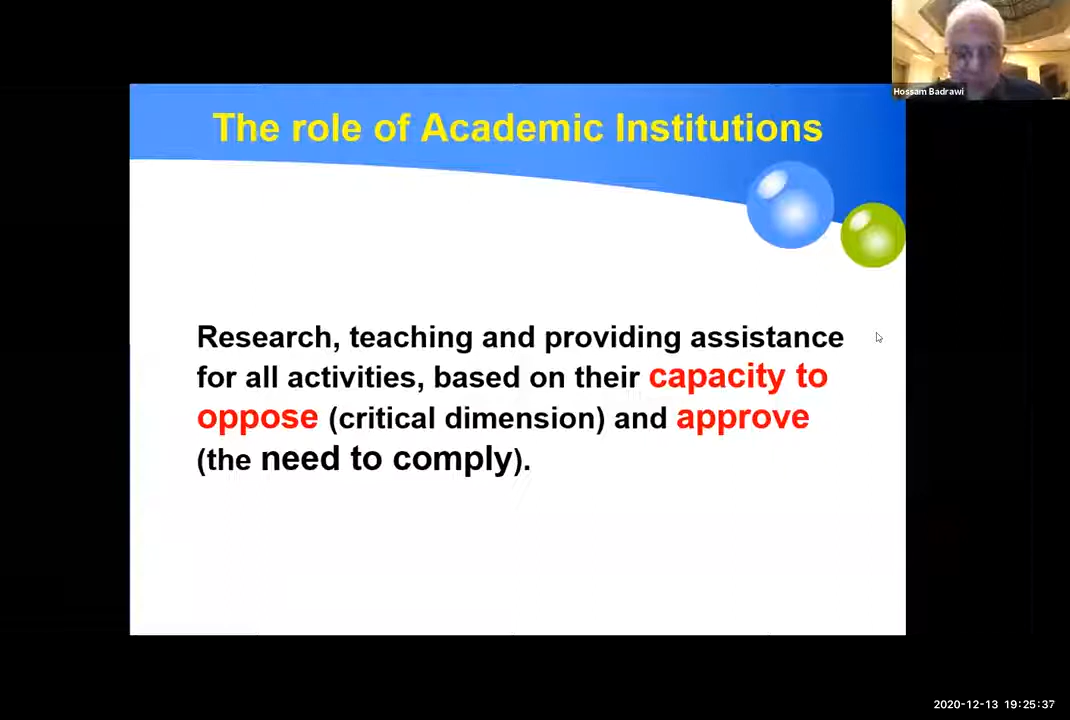 Hossam Badrawi
The role of Academic Institutions
Research, teaching and providing assistance
for all activities, based on their capacity to
oppose (critical dimension) and approve
(the need to comply).
2020-12-13 19:25:37